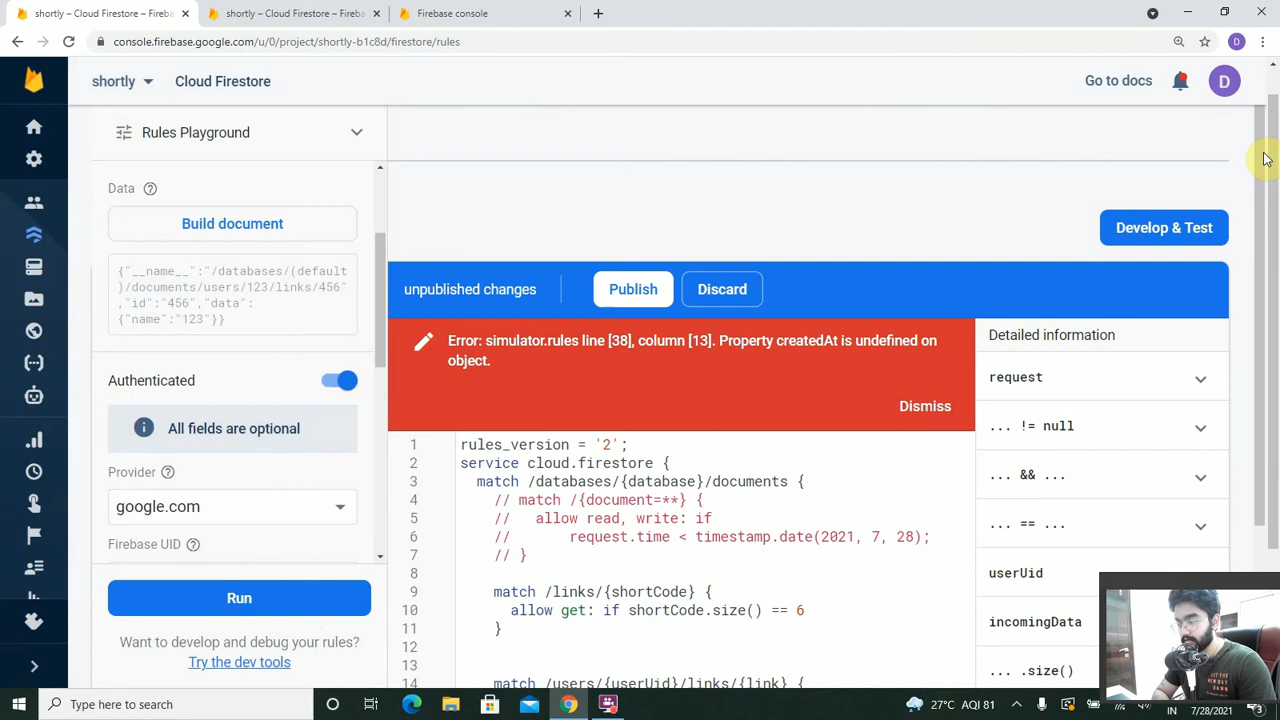 shortly – Cloud Firestore – Fireb
shortly – Cloud Firestore – Fireb
Firebase console
console.firebase.google.com/u/0/project/shortly-b1c8d/firestore/rules
D
shortly
Cloud Firestore
Go to docs
D
Rules Playground
Data
Build document
{"__name__":"/databases/(default
)/documents/users/123/links/456"
,"id":"456","data":
{"name":"123"}}
Authenticated
All fields are optional
Provider
google.com
Firebase UID
Run
Want to develop and debug your rules?
Try the dev tools
Develop & Test
unpublished changes
Publish
Discard
Error: simulator.rules line [38], column [13]. Property createdAt is undefined on
object.
Dismiss
1 rules_version = '2';
2 service cloud.firestore {
3 match /databases/{database}/documents {
4 // match /{document=**} {
5 // allow read, write: if
6 // request.time < timestamp.date(2021, 7, 28);
7 // }
8
9 match /links/{shortCode} {
10 allow get: if shortCode.size() == 6
11 }
12
13
14 match /users/{userUid}/links/{link} {
Detailed information
request
... != null
... && ...
... == ...
userUid
incomingData
... .size()
Type here to search
27°C AQI 81
IN
7/28/2021
3